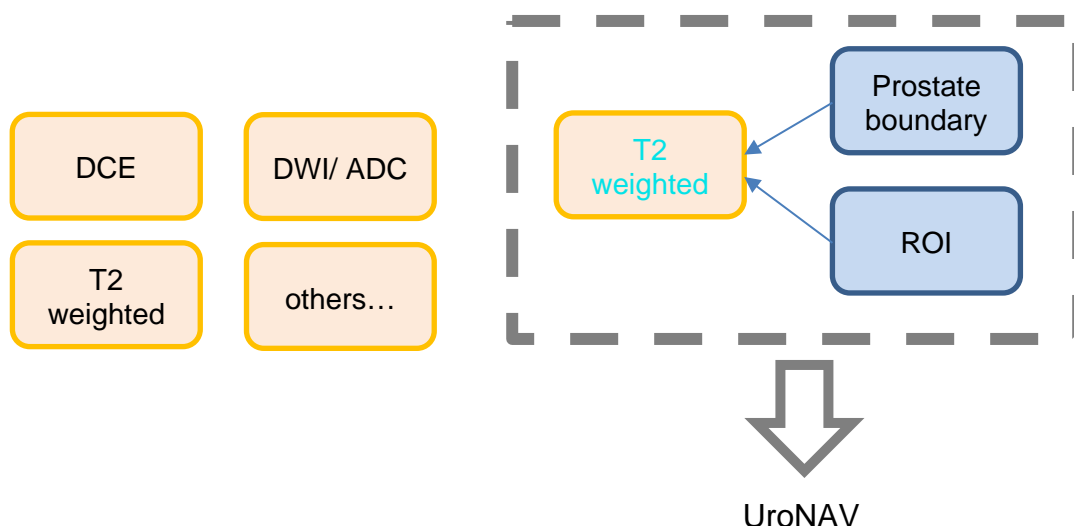 DCE
DWI/ ADC
T2
weighted
others…
T2
weighted
Prostate
boundary
ROI
UroNAV